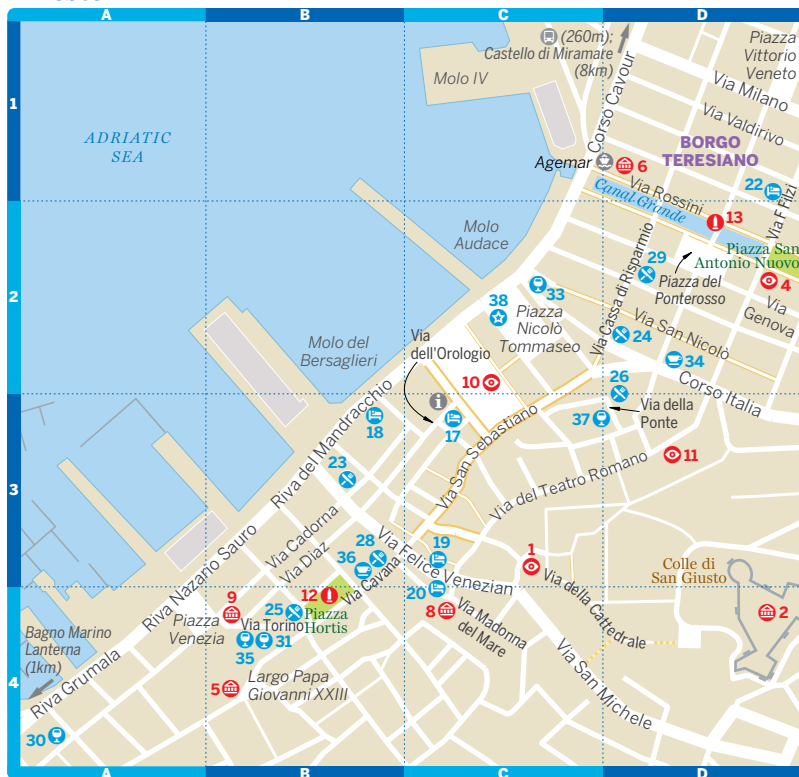 A
B
C
D
(260m);
Castello di Miramare
(8km)
Piazza
Vittorio
Veneto
Molo IV
Corso Cavour
Via Milano
1
Via Valdirivo
ADRIATIC
SEA
BORGO
TERESIANO
Agemar
6
Via Rossini
22
Via F Filzi
Canal Grande
13
Molo
Audace
Piazza San
Antonio Nuovo
29
4
Piazza del
Ponterosso
2
33
38
Piazza
Nicolò
Tommaseo
Via Cassa di Risparmio
Via
Genova
Via San Nicolò
24
34
Molo del
Bersaglieri
Via
dell'Orologio
10
26
Corso Italia
18
17
37
Via della
Ponte
Riva del Mandracchio
Via San Sebastiano
11
23
Via del Teatro Romano
3
Riva Nazario Sauro
Via Cadorna
Via Diaz
28
36
Via Cavana
19
Via Felice Venezian
1
Colle di
San Giusto
20
Via della Cattedrale
9
12
25
Piazza
Hortis
8
Via Madonna
del Mare
2
Piazza
Venezia
Via Torino
35
31
Bagno Marino
Lanterna
(1km)
Riva Grumala
4
5
Largo Papa
Giovanni XXIII
Via San Michele
30
A
B
C
D